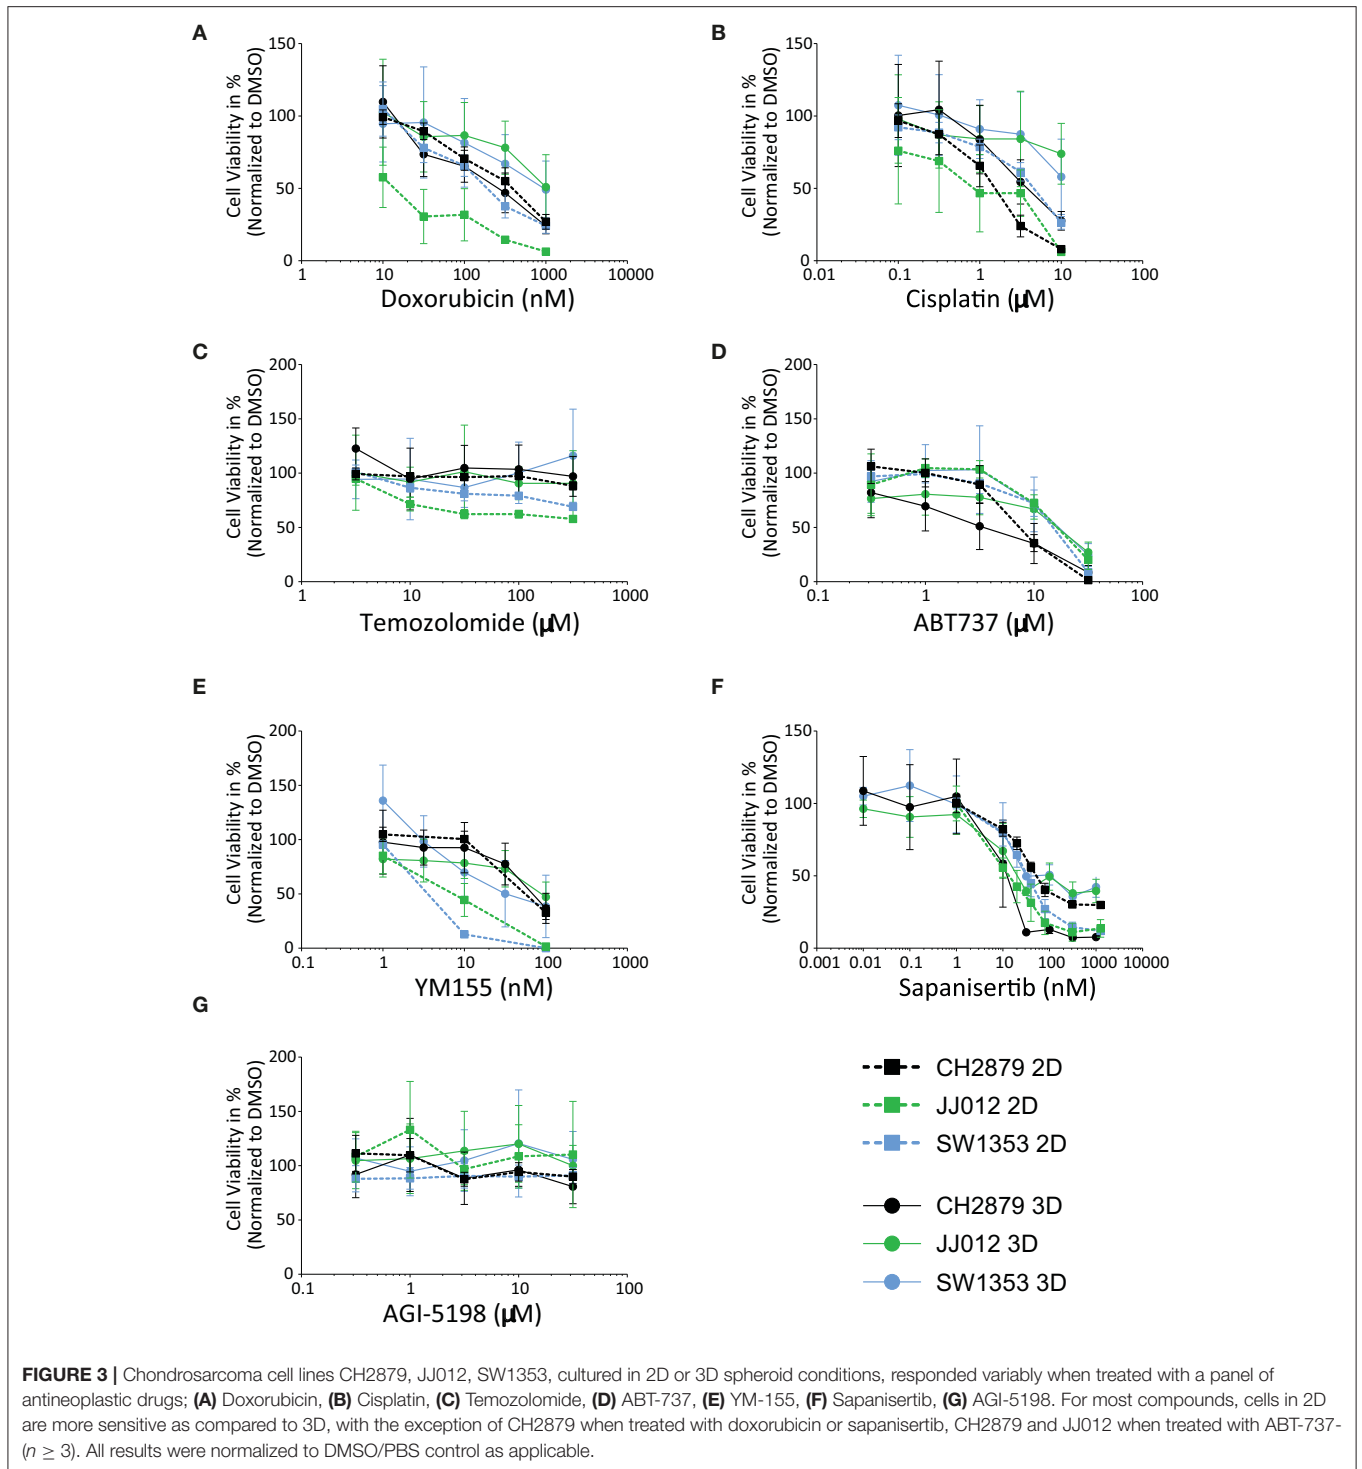 A
Cell Viability in %
(Normalized to DMSO)
150
100
50
0
1 10 100 1000 10000
Doxorubicin (nM)
B
Cell Viability in %
(Normalized to DMSO)
150
100
50
0
0.01 0.1 1 10 100
Cisplatin (μM)
C
Cell Viability in %
(Normalized to DMSO)
200
150
100
50
0
1 10 100 1000
Temozolomide (μM)
D
Cell Viability in %
(Normalized to DMSO)
200
150
100
50
0
0.1 1 10 100
ABT737 (μM)
E
Cell Viability in %
(Normalized to DMSO)
200
150
100
50
0
0.1 1 10 100 1000
YM155 (nM)
F
Cell Viability in %
(Normalized to DMSO)
150
100
50
0
0.001 0.01 0.1 1 10 100 1000 10000
Sapanisertib (nM)
G
Cell Viability in %
(Normalized to DMSO)
200
150
100
50
0
0.1 1 10 100
AGI-5198 (μM)
CH2879 2D
JJ012 2D
SW1353 2D
CH2879 3D
JJ012 3D
SW1353 3D
FIGURE 3 | Chondrosarcoma cell lines CH2879, JJ012, SW1353, cultured in 2D or 3D spheroid conditions, responded variably when treated with a panel of
antineoplastic drugs; (A) Doxorubicin, (B) Cisplatin, (C) Temozolomide, (D) ABT-737, (E) YM-155, (F) Sapanisertib, (G) AGI-5198. For most compounds, cells in 2D
are more sensitive as compared to 3D, with the exception of CH2879 when treated with doxorubicin or sapanisertib, CH2879 and JJ012 when treated with ABT-737-
(n ≥ 3). All results were normalized to DMSO/PBS control as applicable.